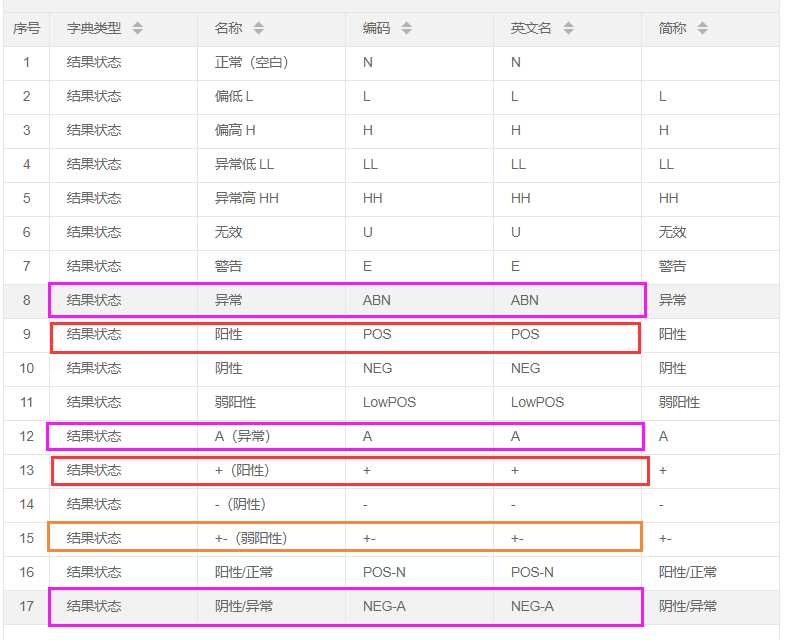 序号 字典类型 名称 编码 英文名 简称
1 结果状态 正常（空白） N N
2 结果状态 偏低 L L L L
3 结果状态 偏高 H H H H
4 结果状态 异常低 LL LL LL LL
5 结果状态 异常高 HH HH HH HH
6 结果状态 无效 U U 无效
7 结果状态 警告 E E 警告
8 结果状态 异常 ABN ABN 异常
9 结果状态 阳性 POS POS 阳性
10 结果状态 阴性 NEG NEG 阴性
11 结果状态 弱阳性 LowPOS LowPOS 弱阳性
12 结果状态 A（异常） A A A
13 结果状态 +（阳性） + + +
14 结果状态 -（阴性） - - -
15 结果状态 +-（弱阳性） +- +- +-
16 结果状态 阳性/正常 POS-N POS-N 阳性/正常
17 结果状态 阴性/异常 NEG-A NEG-A 阴性/异常